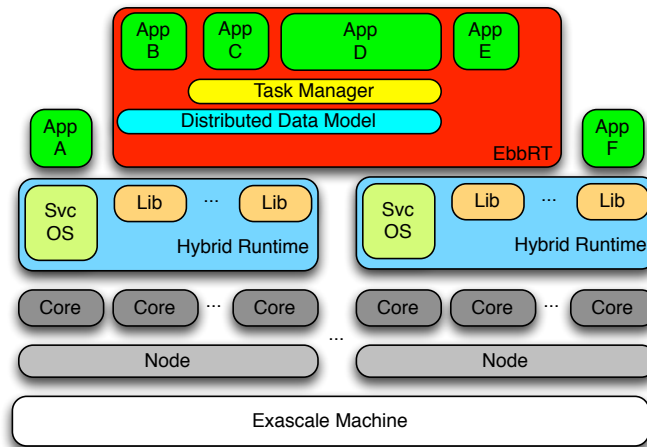 App B
App C
App D
App E
Task Manager
Distributed Data Model
EbbRT
App A
App F
Svc OS
Lib
...
Lib
Hybrid Runtime
Svc OS
Lib
...
Lib
Hybrid Runtime
Core
Core
...
Core
Core
Core
...
Core
...
Node
Node
Exascale Machine